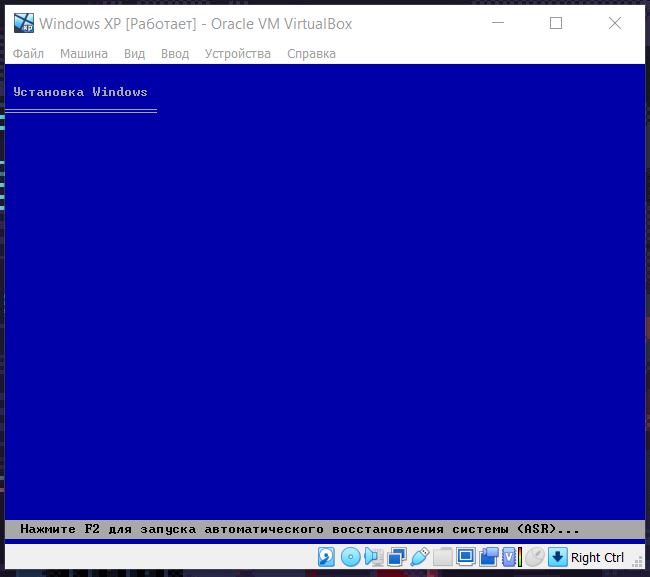 Windows XP [Работает] - Oracle VM VirtualBox
Файл Машина Вид Ввод Устройства Справка
Установка Windows
Нажмите F2 для запуска автоматического восстановления системы (ASR)...
Right Ctrl